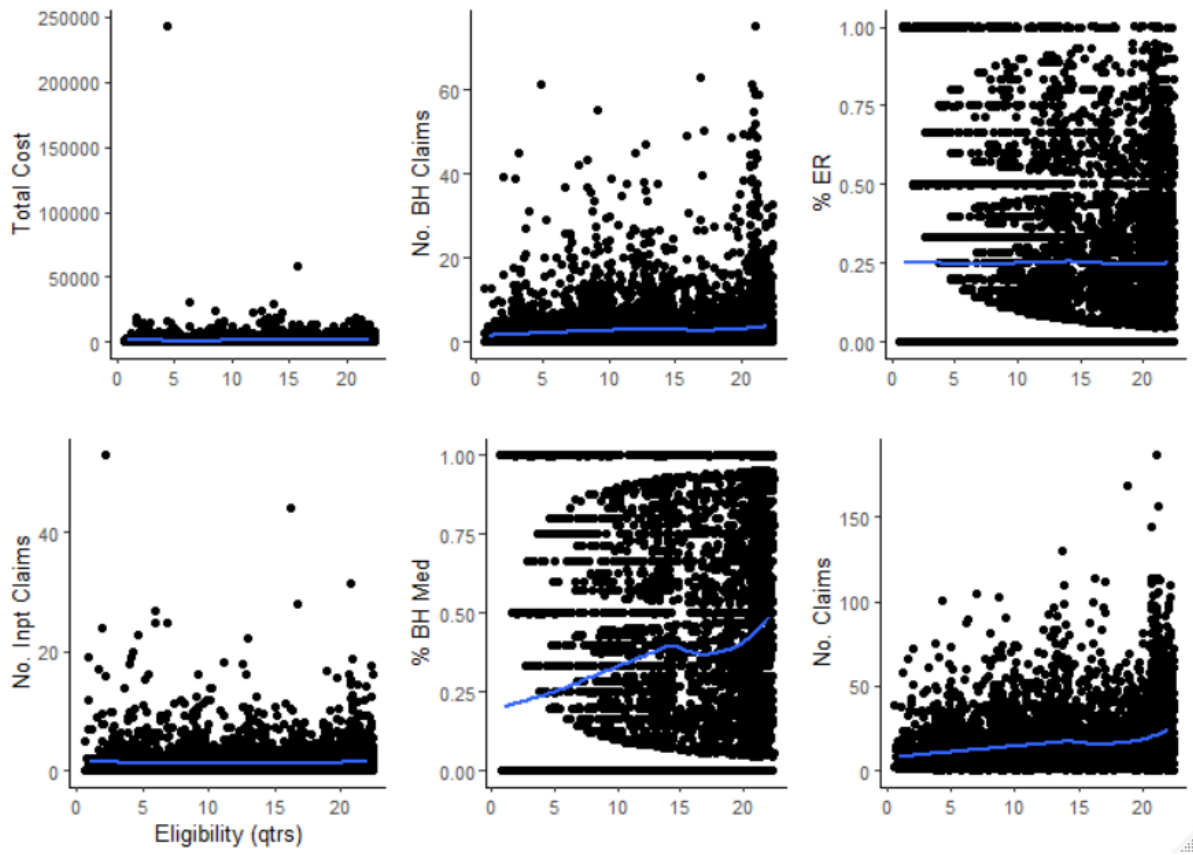 Total Cost
250000
200000
150000
100000
50000
0
0 5 10 15 20
No. BH Claims
60
40
20
0
0 5 10 15 20
% ER
1.00
0.75
0.50
0.25
0.00
0 5 10 15 20
No. Inpt Claims
40
20
0
0 5 10 15 20
Eligibility (qtrs)
% BH Med
1.00
0.75
0.50
0.25
0.00
0 5 10 15 20
No. Claims
150
100
50
0
0 5 10 15 20